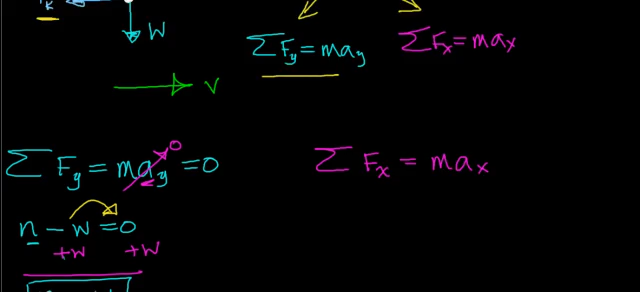 k
W
ΣFy = may
ΣFx = max
v
ΣFy = may = 0
0
ΣFx = max
n - w = 0
+w +w